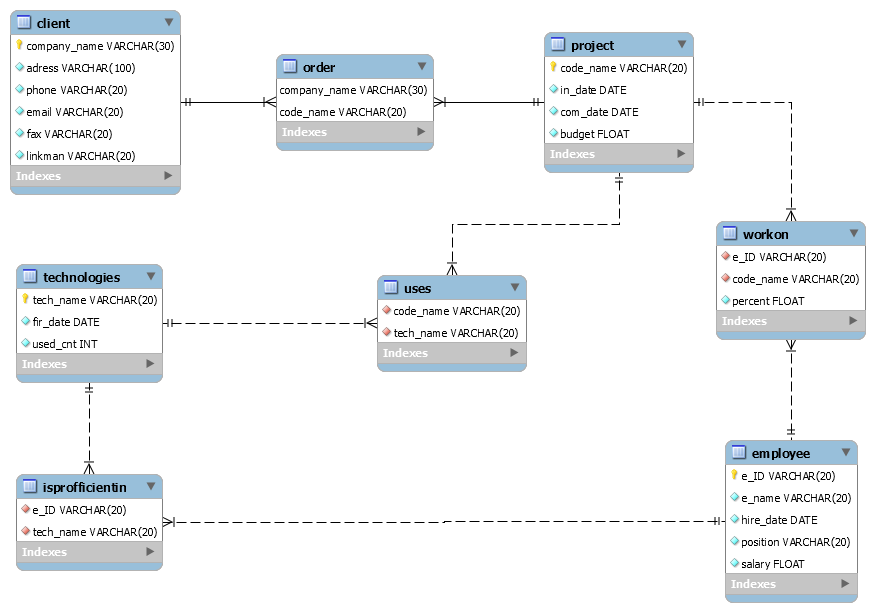 client
company_name VARCHAR(30)
adress VARCHAR(100)
phone VARCHAR(20)
email VARCHAR(20)
fax VARCHAR(20)
linkman VARCHAR(20)
Indexes
order
company_name VARCHAR(30)
code_name VARCHAR(20)
Indexes
project
code_name VARCHAR(20)
in_date DATE
com_date DATE
budget FLOAT
Indexes
technologies
tech_name VARCHAR(20)
fir_date DATE
used_cnt INT
Indexes
uses
code_name VARCHAR(20)
tech_name VARCHAR(20)
Indexes
workon
e_ID VARCHAR(20)
code_name VARCHAR(20)
percent FLOAT
Indexes
isprofficientin
e_ID VARCHAR(20)
tech_name VARCHAR(20)
Indexes
employee
e_ID VARCHAR(20)
e_name VARCHAR(20)
hire_date DATE
position VARCHAR(20)
salary FLOAT
Indexes